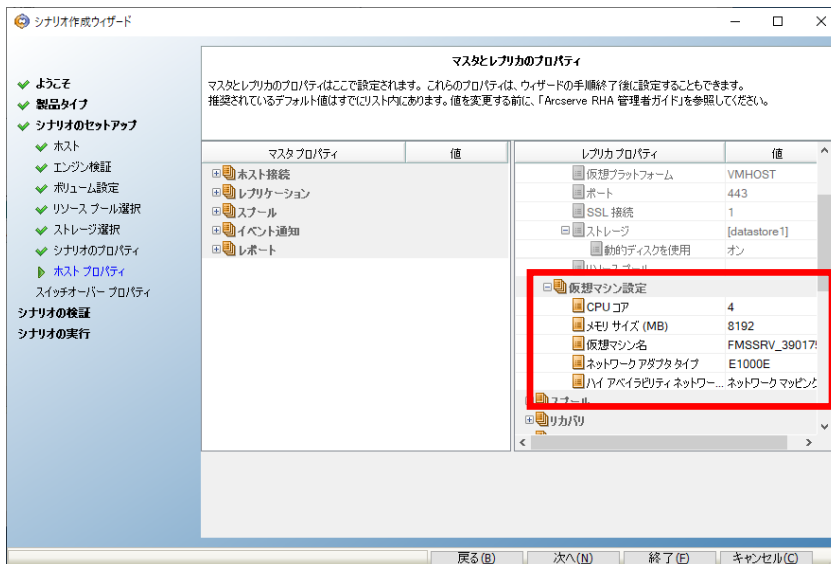 シナリオ作成ウィザード
マスタとレプリカのプロパティ
マスタとレプリカのプロパティはここで設定されます。これらのプロパティは、ウィザードの手順終了後に設定することもできます。
推奨されているデフォルト値はすでにリスト内にあります。値を変更する前に、「Arcserve RHA 管理者ガイド」を参照してください。
ようこそ
製品タイプ
シナリオのセットアップ
ホスト
エンジン検証
ボリューム設定
リソース プール選択
ストレージ選択
シナリオのプロパティ
ホスト プロパティ
スイッチオーバー プロパティ
シナリオの検証
シナリオの実行
マスタ プロパティ 値
ホスト接続
レプリケーション
スプール
イベント通知
レポート
レプリカ プロパティ 値
仮想プラットフォーム VMHOST
ポート 443
SSL 接続 1
ストレージ [datastore1]
動的ディスクを使用 オン
リソース プール
仮想マシン設定
CPU コア 4
メモリ サイズ (MB) 8192
仮想マシン名 FMSSRV_39017
ネットワーク アダプタ タイプ E1000E
ハイ アベイラビリティ ネットワー... ネットワーク マッピング
スプール
リカバリ
戻る(B) 次へ(N) 終了(F) キャンセル(C)